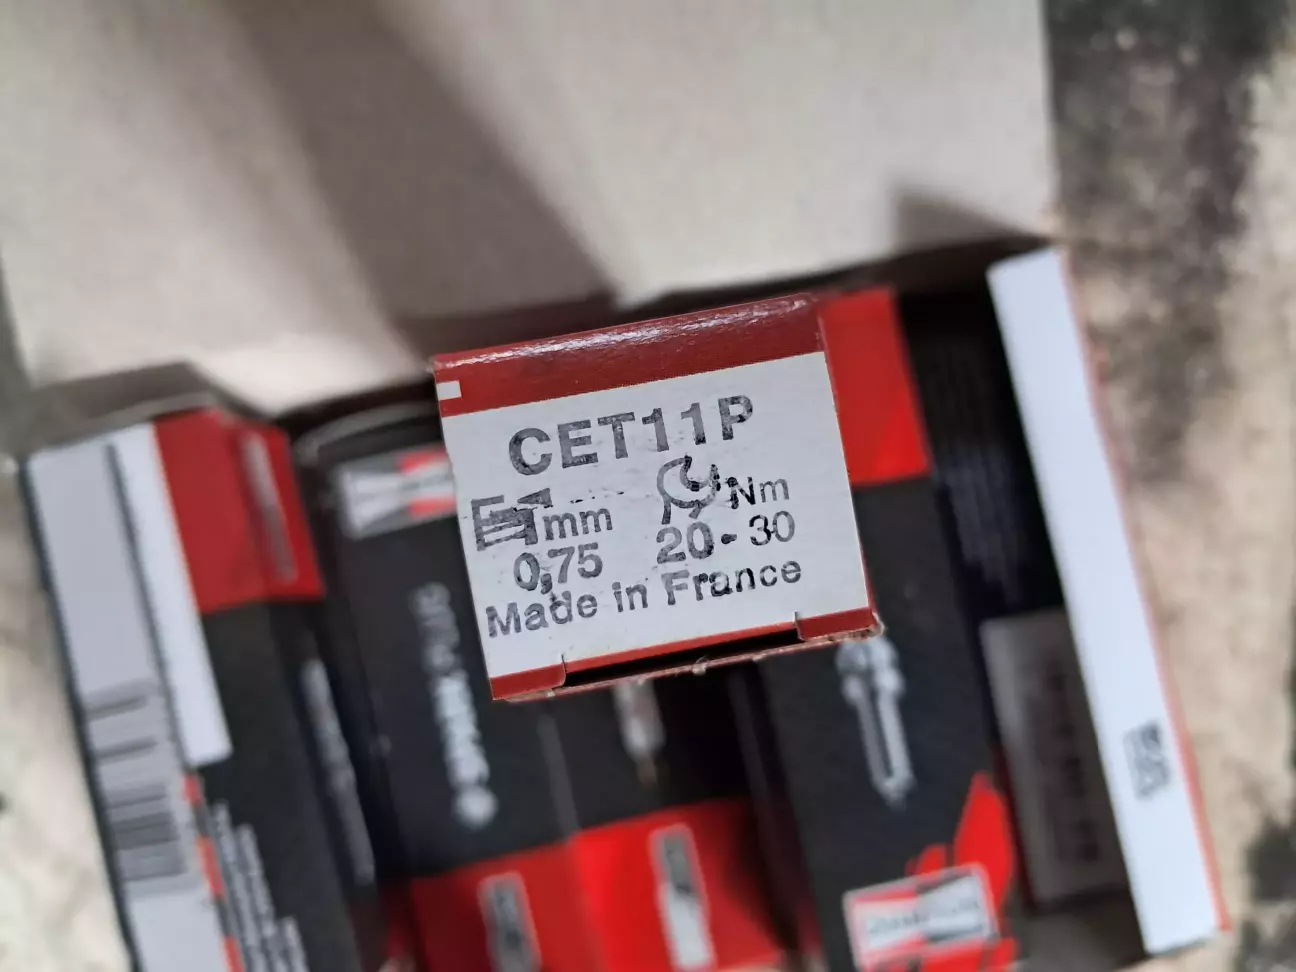 CET11P
mm Nm
0,75 20-30
Made in France